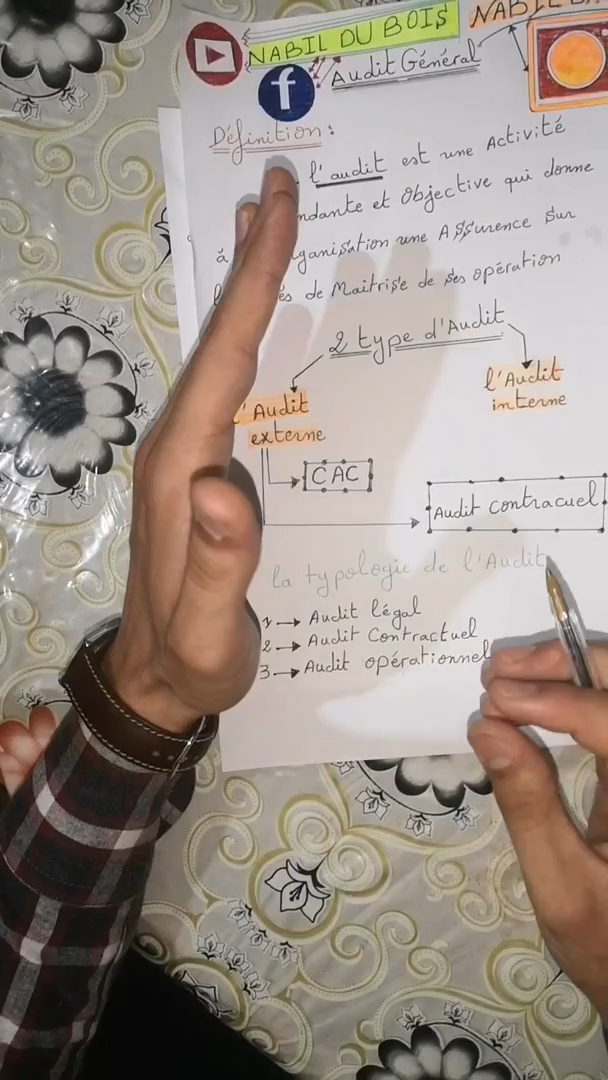 NABIL DU BOIS
NABIL
f
Audit Général
Définition :
l'audit est une Activité
ndante et Objective qui donne
à ganisation une Assurence sur
és de Maitrise de ses opération
2 type d'Audit
l'Audit
interne
'Audit
externe
CAC
Audit contracuel
la typologie de l'Audit
1 → Audit légal
2 → Audit Contractuel
3 → Audit opérationnel